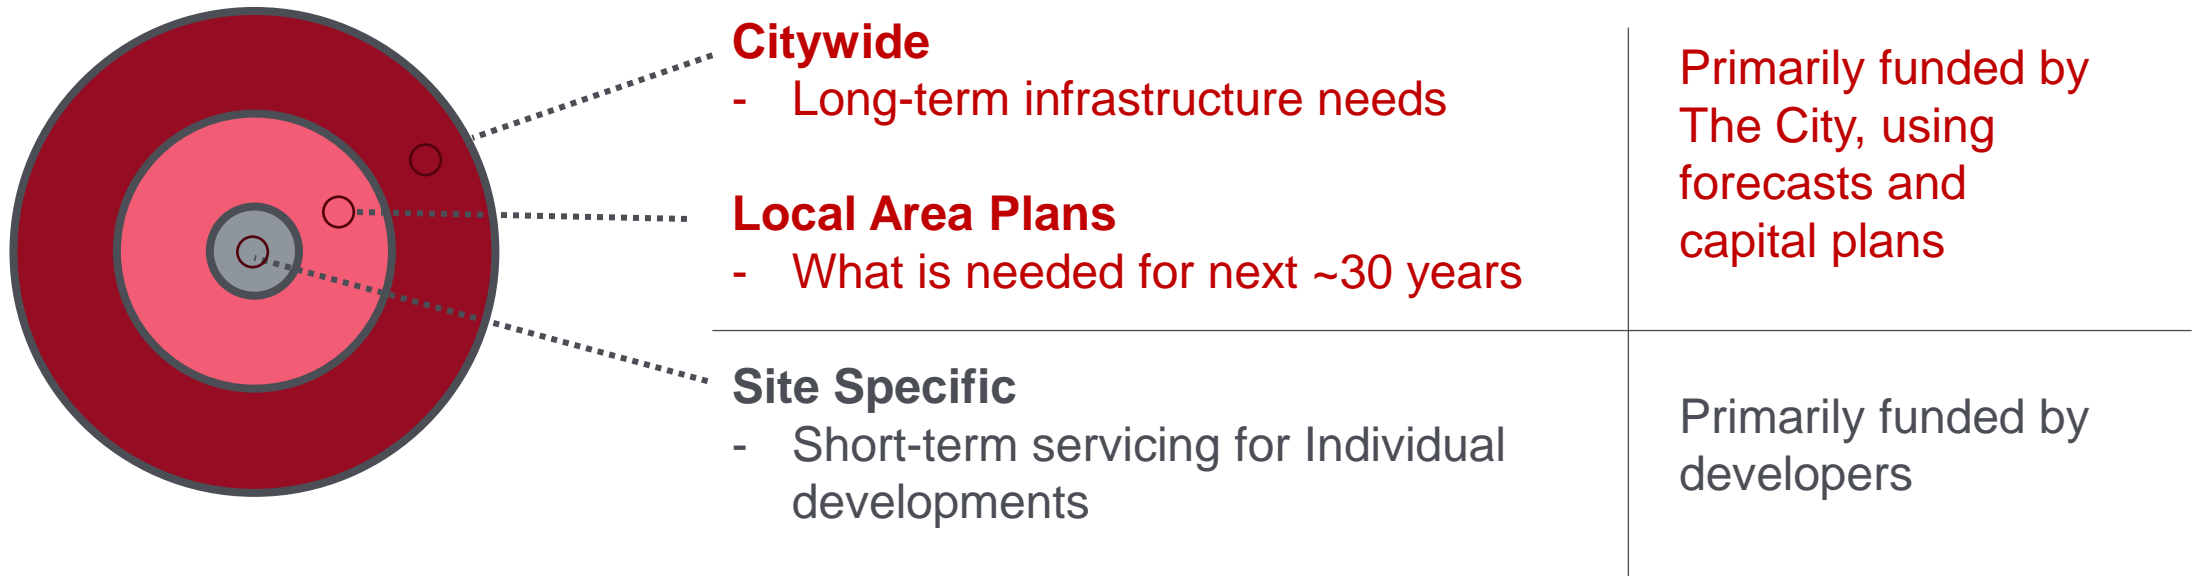 Citywide
- Long-term infrastructure needs
Local Area Plans
- What is needed for next ~30 years
Primarily funded by
The City, using
forecasts and
capital plans
Site Specific
- Short-term servicing for Individual
developments
Primarily funded by
developers